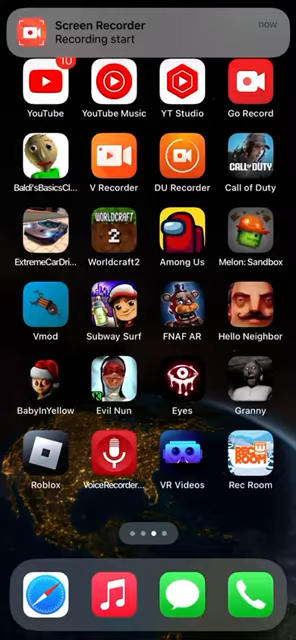 Screen Recorder
now
Recording start
10
YouTube
YouTube Music
YT Studio
Go Record
Baldi'sBasicsCl...
V Recorder
DU Recorder
Call of Duty
CALL OF DUTY
WORLDCRAFT
2
ExtremeCarDri...
Worldcraft2
Among Us
Melon: Sandbox
Vmod
Subway Surf
FNAF AR
Hello Neighbor
BabyInYellow
Evil Nun
Eyes
Granny
REC ROOM
Roblox
VoiceRecorder...
VR Videos
Rec Room